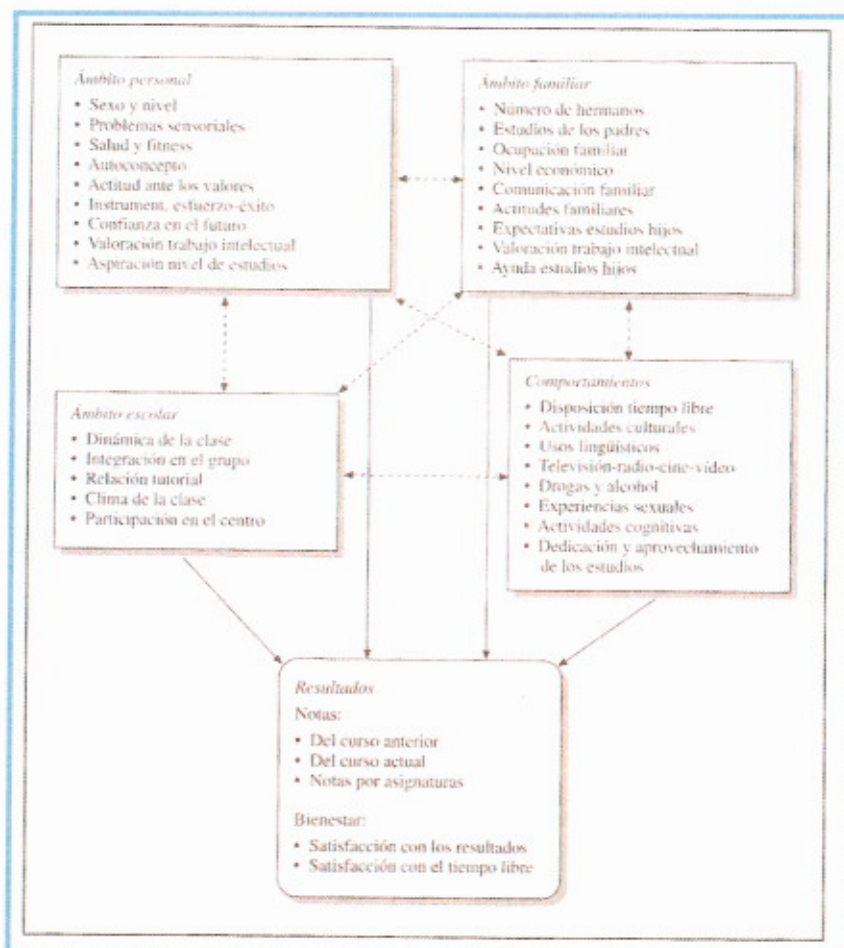 Ámbito personal
• Sexo y nivel
• Problemas sensoriales
• Salud y fitness
• Autoconcepto
• Actitud ante los valores
• Instrument. esfuerzo-éxito
• Confianza en el futuro
• Valoración trabajo intelectual
• Aspiración nivel de estudios
Ámbito familiar
• Número de hermanos
• Estudios de los padres
• Ocupación familiar
• Nivel económico
• Comunicación familiar
• Actitudes familiares
• Expectativas estudios hijos
• Valoración trabajo intelectual
• Ayuda estudios hijos
Ámbito escolar
• Dinámica de la clase
• Integración en el grupo
• Relación tutorial
• Clima de la clase
• Participación en el centro
Comportamientos
• Disposición tiempo libre
• Actividades culturales
• Usos lingüísticos
• Televisión-radio-cine-vídeo
• Drogas y alcohol
• Experiencias sexuales
• Actividades cognitivas
• Dedicación y aprovechamiento
de los estudios
Resultados
Notas:
• Del curso anterior
• Del curso actual
• Notas por asignaturas
Bienestar:
• Satisfacción con los resultados
• Satisfacción con el tiempo libre